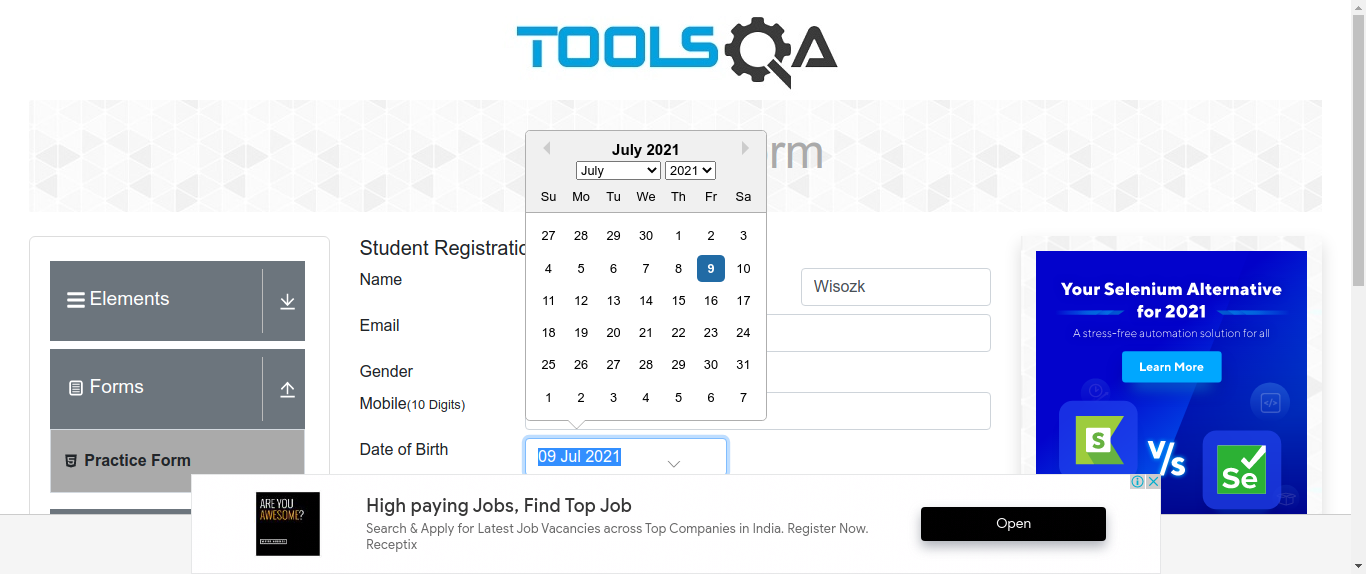 TOOLSQA
rm
July 2021
July 2021
Su Mo Tu We Th Fr Sa
27 28 29 30 1 2 3
4 5 6 7 8 9 10
11 12 13 14 15 16 17
18 19 20 21 22 23 24
25 26 27 28 29 30 31
1 2 3 4 5 6 7
Elements
Forms
Practice Form
Student Registratio
Name
Wisozk
Email
Gender
Mobile(10 Digits)
Date of Birth
09 Jul 2021
Your Selenium Alternative
for 2021
A stress-free automation solution for all
Learn More
S
V/s
Se
ARE YOU
AWESOME?
High paying Jobs, Find Top Job
Search & Apply for Latest Job Vacancies across Top Companies in India. Register Now.
Receptix
Open